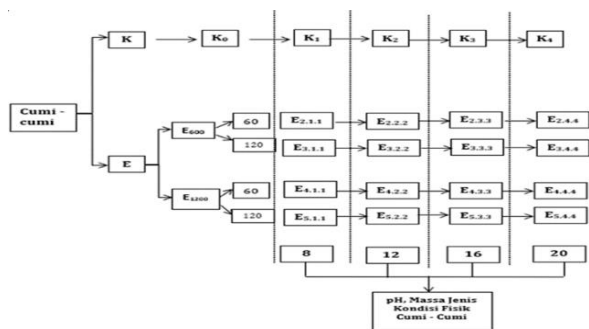 K K₀ K₁ K₂ K₃ K₄
Cumi -
cumi
E
E₆₀₀
60
120
E₁₂₀₀
60
120
E₂.₁.₁ E₂.₂.₂ E₂.₃.₃ E₂.₄.₄
E₃.₁.₁ E₃.₂.₂ E₃.₃.₃ E₃.₄.₄
E₄.₁.₁ E₄.₂.₂ E₄.₃.₃ E₄.₄.₄
E₅.₁.₁ E₅.₂.₂ E₅.₃.₃ E₅.₄.₄
8 12 16 20
pH, Massa Jenis
Kondisi Fisik
Cumi - Cumi